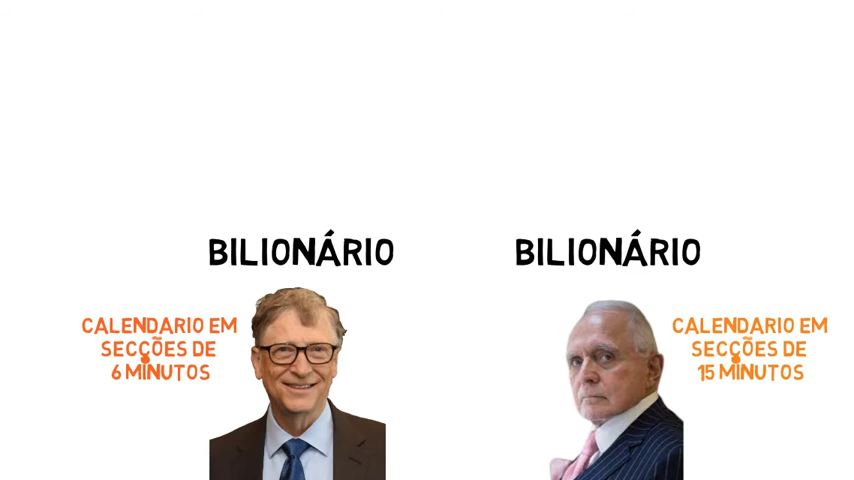 BILIONÁRIO
BILIONÁRIO
CALENDARIO EM
SECÇÕES DE
6 MINUTOS
CALENDARIO EM
SECÇÕES DE
15 MINUTOS